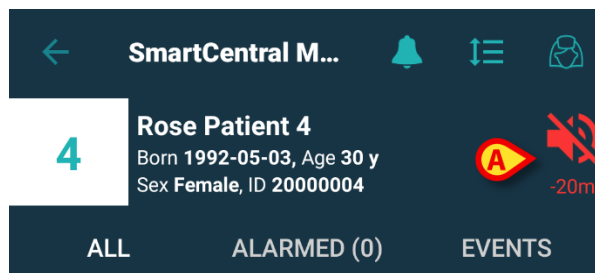 SmartCentral M...
4
Rose Patient 4
Born 1992-05-03, Age 30 y
Sex Female, ID 20000004
A
-20m
ALL ALARMED (0) EVENTS